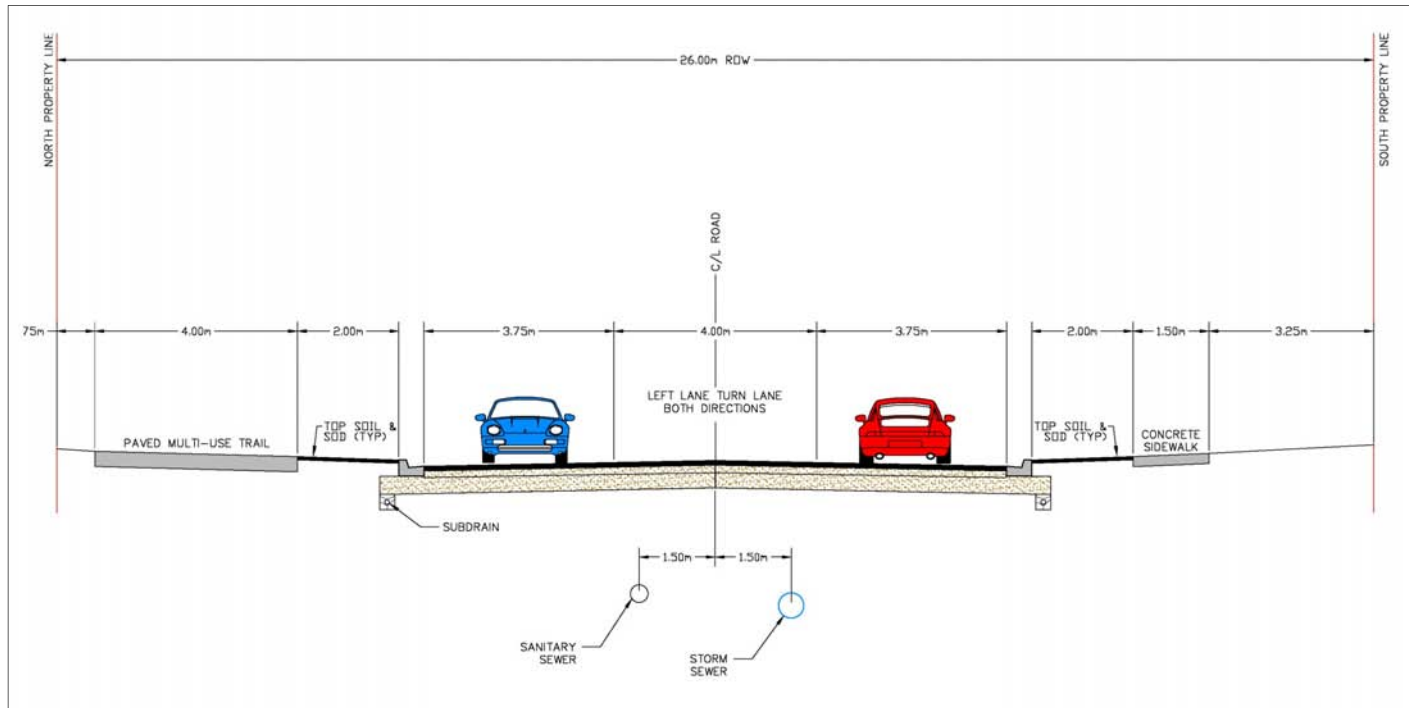 NORTH PROPERTY LINE
26.00m ROW
SOUTH PROPERTY LINE
C/L ROAD
75m
4.00m
2.00m
3.75m
4.00m
3.75m
2.00m
1.50m
3.25m
LEFT LANE TURN LANE
BOTH DIRECTIONS
PAVED MULTI-USE TRAIL
TOP SOIL &
SOD (TYP)
TOP SOIL &
SOD (TYP)
CONCRETE
SIDEWALK
SUBDRAIN
1.50m
1.50m
SANITARY
SEWER
STORM
SEWER